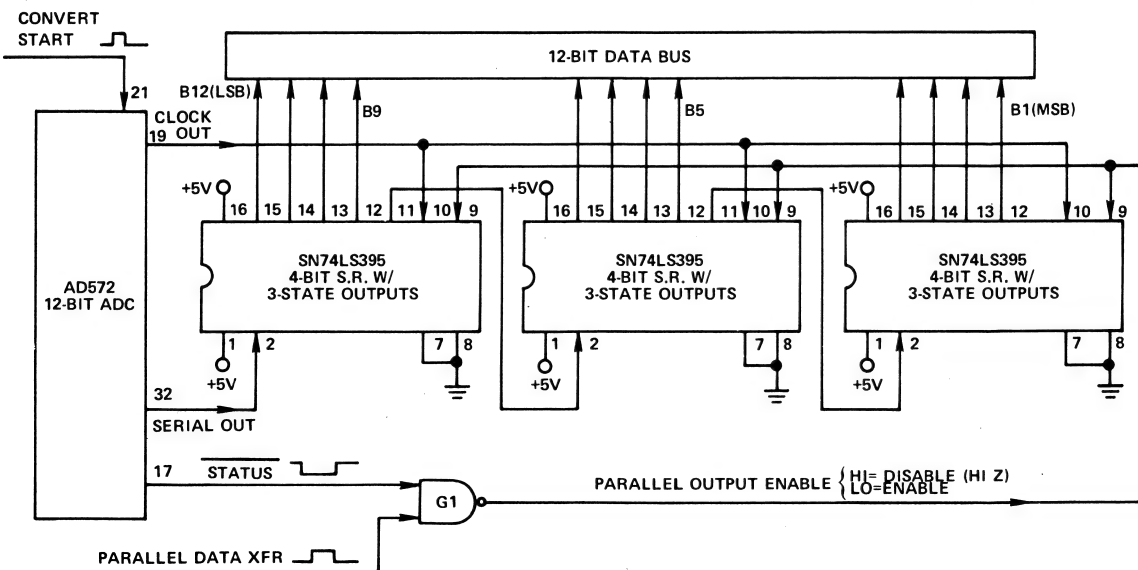 CONVERT
START
12-BIT DATA BUS
21
B12(LSB)
B9
B5
B1(MSB)
CLOCK
19 OUT
+5V
16 15 14 13 12 11 10 9
+5V
16 15 14 13 12 11 10 9
+5V
16 15 14 13 12 10 9
AD572
12-BIT ADC
SN74LS395
4-BIT S.R. W/
3-STATE OUTPUTS
SN74LS395
4-BIT S.R. W/
3-STATE OUTPUTS
SN74LS395
4-BIT S.R. W/
3-STATE OUTPUTS
1 2 7 8
+5V
1 2 7 8
+5V
1 2 7 8
+5V
32
SERIAL OUT
17
STATUS
G1
PARALLEL OUTPUT ENABLE
HI= DISABLE (HI Z)
LO=ENABLE
PARALLEL DATA XFR